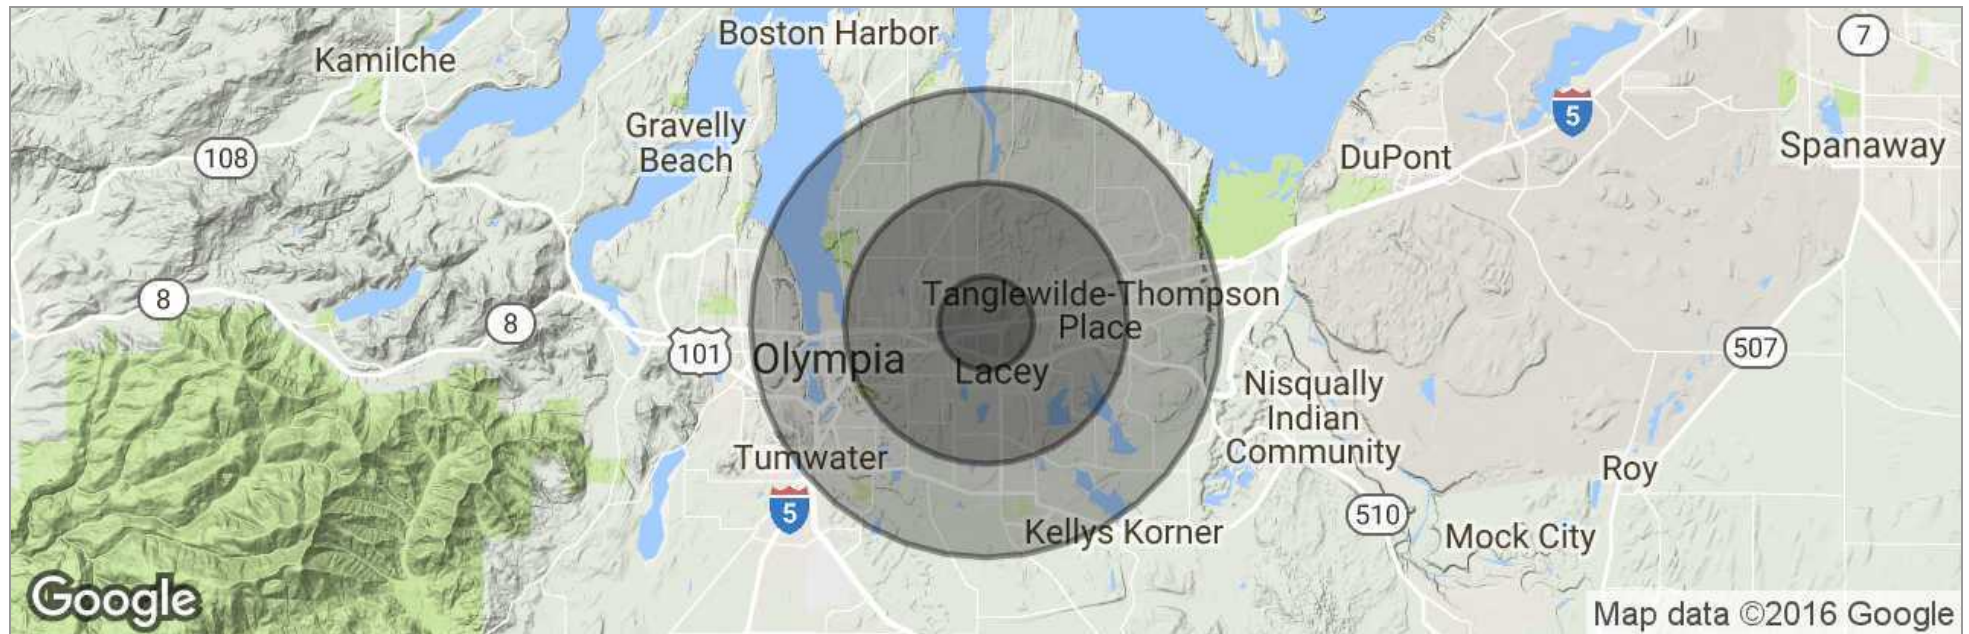 Boston Harbor
7
Kamilche
5
Gravelly
Beach
108
DuPont
Spanaway
8
Tanglewilde-Thompson
Place
8
101
Olympia
507
Lacey
Nisqually
Indian
Community
Tumwater
Roy
5
510
Kellys Korner
Mock City
Google
Map data ©2016 Google